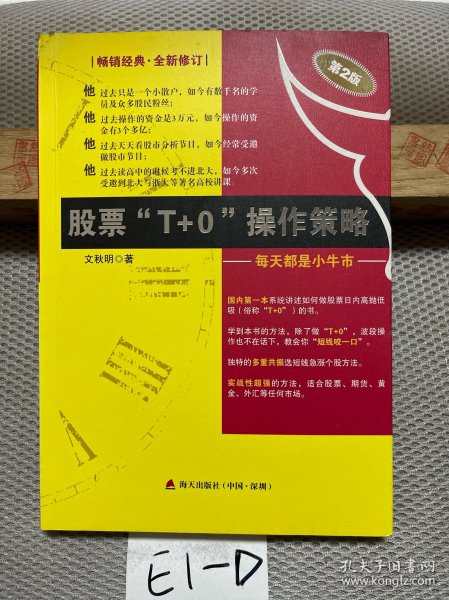 畅销经典·全新修订
第2版
他 过去只是一个小散户，如今有数千名的学
员及众多股民粉丝；
他 过去操作的资金是3万元，如今操作的资
金有3个多亿；
他 过去天天看股市分析节目，如今经常受邀
做股市节目；
他 过去读高中的时候考不进北大，如今多次
受邀到北大与浙大等著名高校讲课。
股票“T+0”操作策略
文秋明◎著
每天都是小牛市
国内第一本系统讲述如何做股票日内高抛低
吸（俗称“T+0”）的书。
学到本书的方法，除了做“T+0”，波段操
作也不在话下，教会你“短线咬一口”。
独特的多重共振选短线急涨个股方法。
实战性超强的方法，适合股票、期货、黄
金、外汇等任何市场。
海天出版社（中国·深圳）
E1-D
孔夫子旧书网
www.kongfz.com